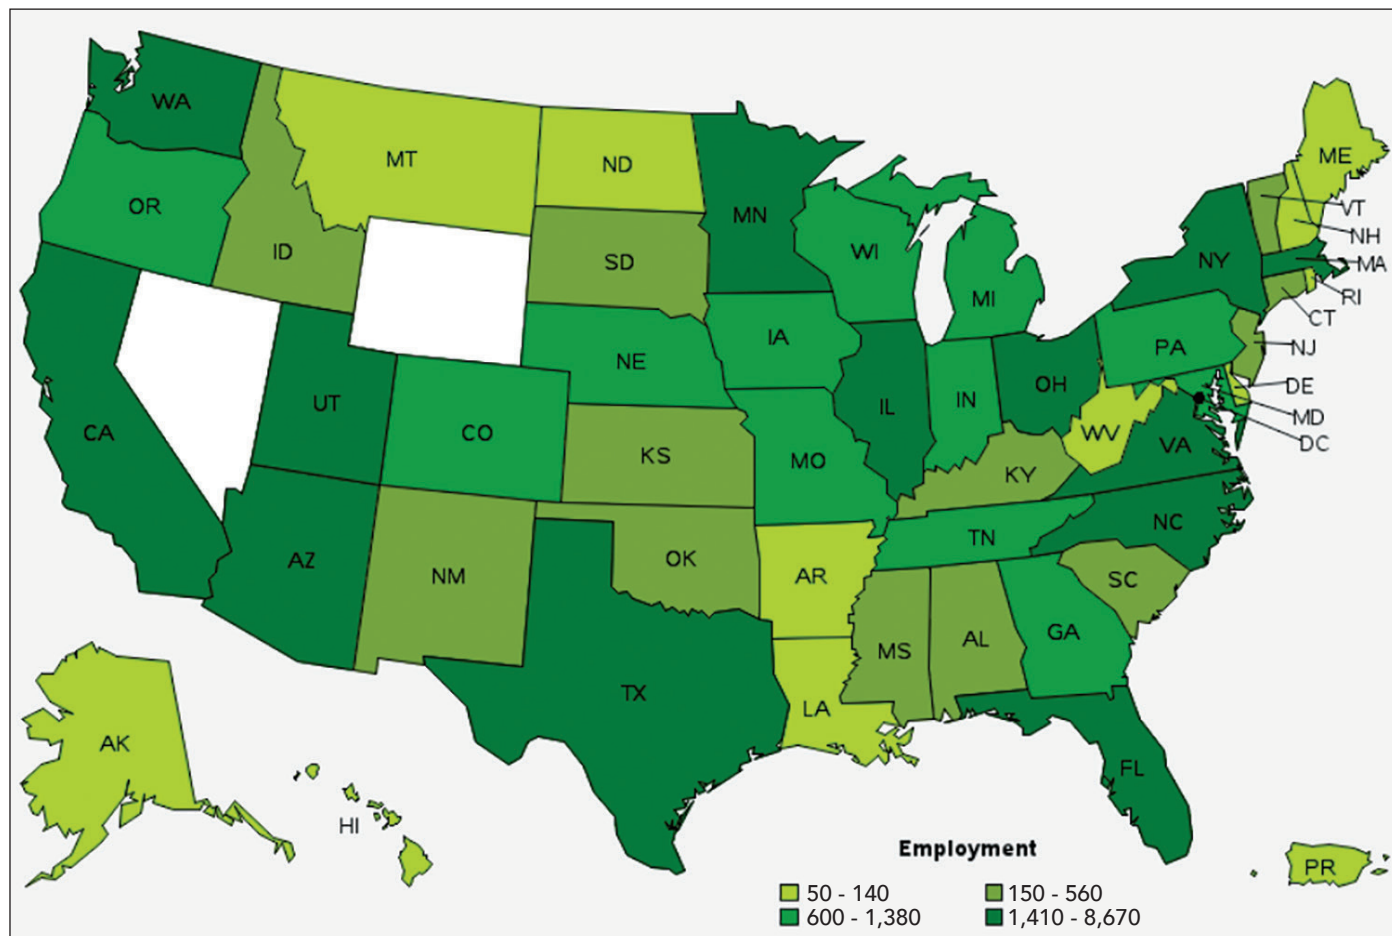 WA
MT
ND
ME
OR
MN
VT
NH
ID
SD
WI
NY
MA
MI
RI
CT
IA
PA
NJ
NE
UT
OH
DE
IL
IN
MD
CA
CO
WV
DC
KS
MO
KY
VA
NC
AZ
NM
OK
AR
TN
SC
MS
AL
GA
TX
LA
AK
FL
HI
PR
Employment
50 - 140
150 - 560
600 - 1,380
1,410 - 8,670